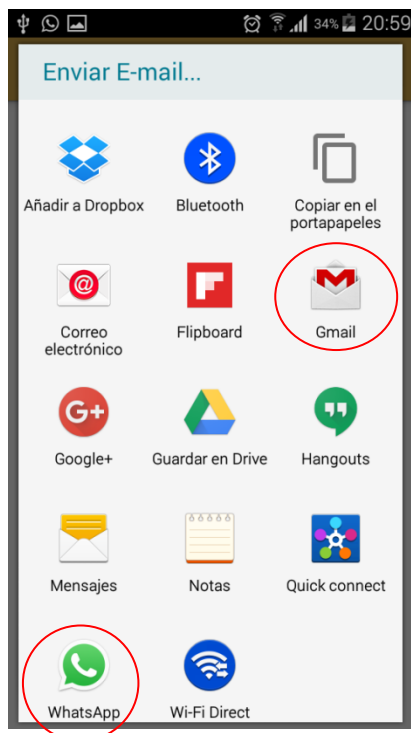 34% 20:59
Enviar E-mail...
Añadir a Dropbox Bluetooth Copiar en el
portapapeles
@
Correo
electrónico Flipboard Gmail
G+
Google+ Guardar en Drive Hangouts
Mensajes Notas Quick connect
WhatsApp Wi-Fi Direct